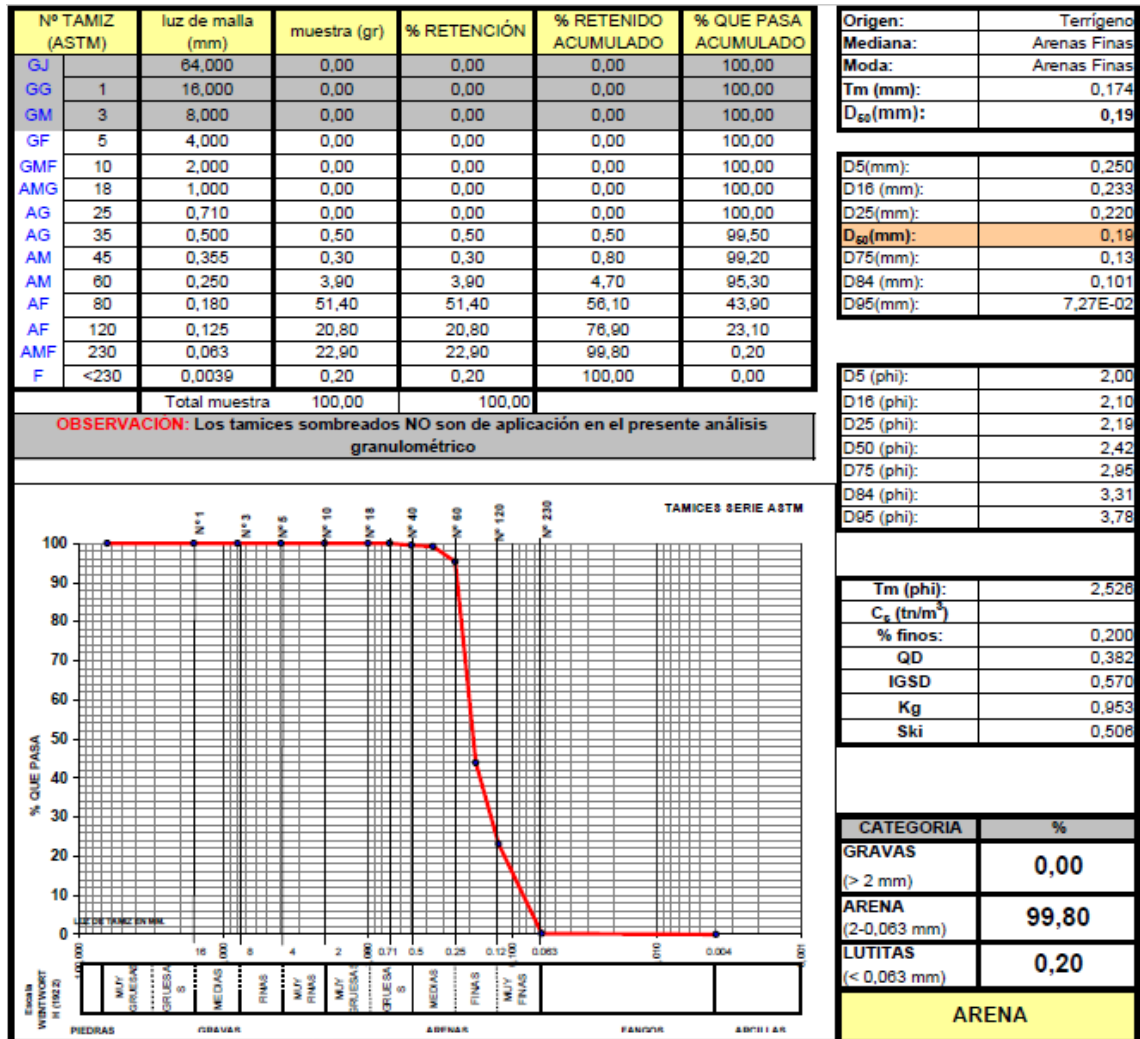 Nº TAMIZ (ASTM) luz de malla (mm) muestra (gr) % RETENCIÓN % RETENIDO ACUMULADO % QUE PASA ACUMULADO
GJ 64,000 0,00 0,00 0,00 100,00
GG 1 16,000 0,00 0,00 0,00 100,00
GM 3 8,000 0,00 0,00 0,00 100,00
GF 5 4,000 0,00 0,00 0,00 100,00
GMF 10 2,000 0,00 0,00 0,00 100,00
AMG 18 1,000 0,00 0,00 0,00 100,00
AG 25 0,710 0,00 0,00 0,00 100,00
AG 35 0,500 0,50 0,50 0,50 99,50
AM 45 0,355 0,30 0,30 0,80 99,20
AM 60 0,250 3,90 3,90 4,70 95,30
AF 80 0,180 51,40 51,40 56,10 43,90
AF 120 0,125 20,80 20,80 76,90 23,10
AMF 230 0,063 22,90 22,90 99,80 0,20
F <230 0,0039 0,20 0,20 100,00 0,00
Total muestra 100,00 100,00
OBSERVACIÓN: Los tamices sombreados NO son de aplicación en el presente análisis
granulométrico
Origen: Terrígeno
Mediana: Arenas Finas
Moda: Arenas Finas
Tm (mm): 0,174
D50(mm): 0,19
D5(mm): 0,250
D16 (mm): 0,233
D25(mm): 0,220
D50(mm): 0,19
D75(mm): 0,13
D84 (mm): 0,101
D95(mm): 7,27E-02
D5 (phi): 2,00
D16 (phi): 2,10
D25 (phi): 2,19
D50 (phi): 2,42
D75 (phi): 2,95
D84 (phi): 3,31
D95 (phi): 3,78
Tm (phi): 2,526
(tn/m3)
% finos: 0,200
QD 0,382
IGSD 0,570
Kg 0,953
Ski 0,506
CATEGORIA %
GRAVAS
(> 2 mm) 0,00
ARENA
(2-0,063 mm) 99,80
LUTITAS
(< 0,063 mm) 0,20
ARENA
TAMICES SERIE ASTM
Nº 1 Nº 3 Nº 5 Nº 10 Nº 18 Nº 40 Nº 60 Nº 120 Nº 230
% QUE PASA
100
90
80
70
60
50
40
30
20
10
0
LUZ DE TAMIZ EN MM.
16 8 4 2 0.71 0.5 0.25 0.12 0.063 0.004
Escala
WENTWORT
H (1922)
MUY GRUESAS GRUESA S MEDIAS FINAS MUY FINAS MUY GRUESAS GRUESA S MEDIAS FINAS MUY FINAS
PIEDRAS GRAVAS ARENAS FANGOS ARCILLAS